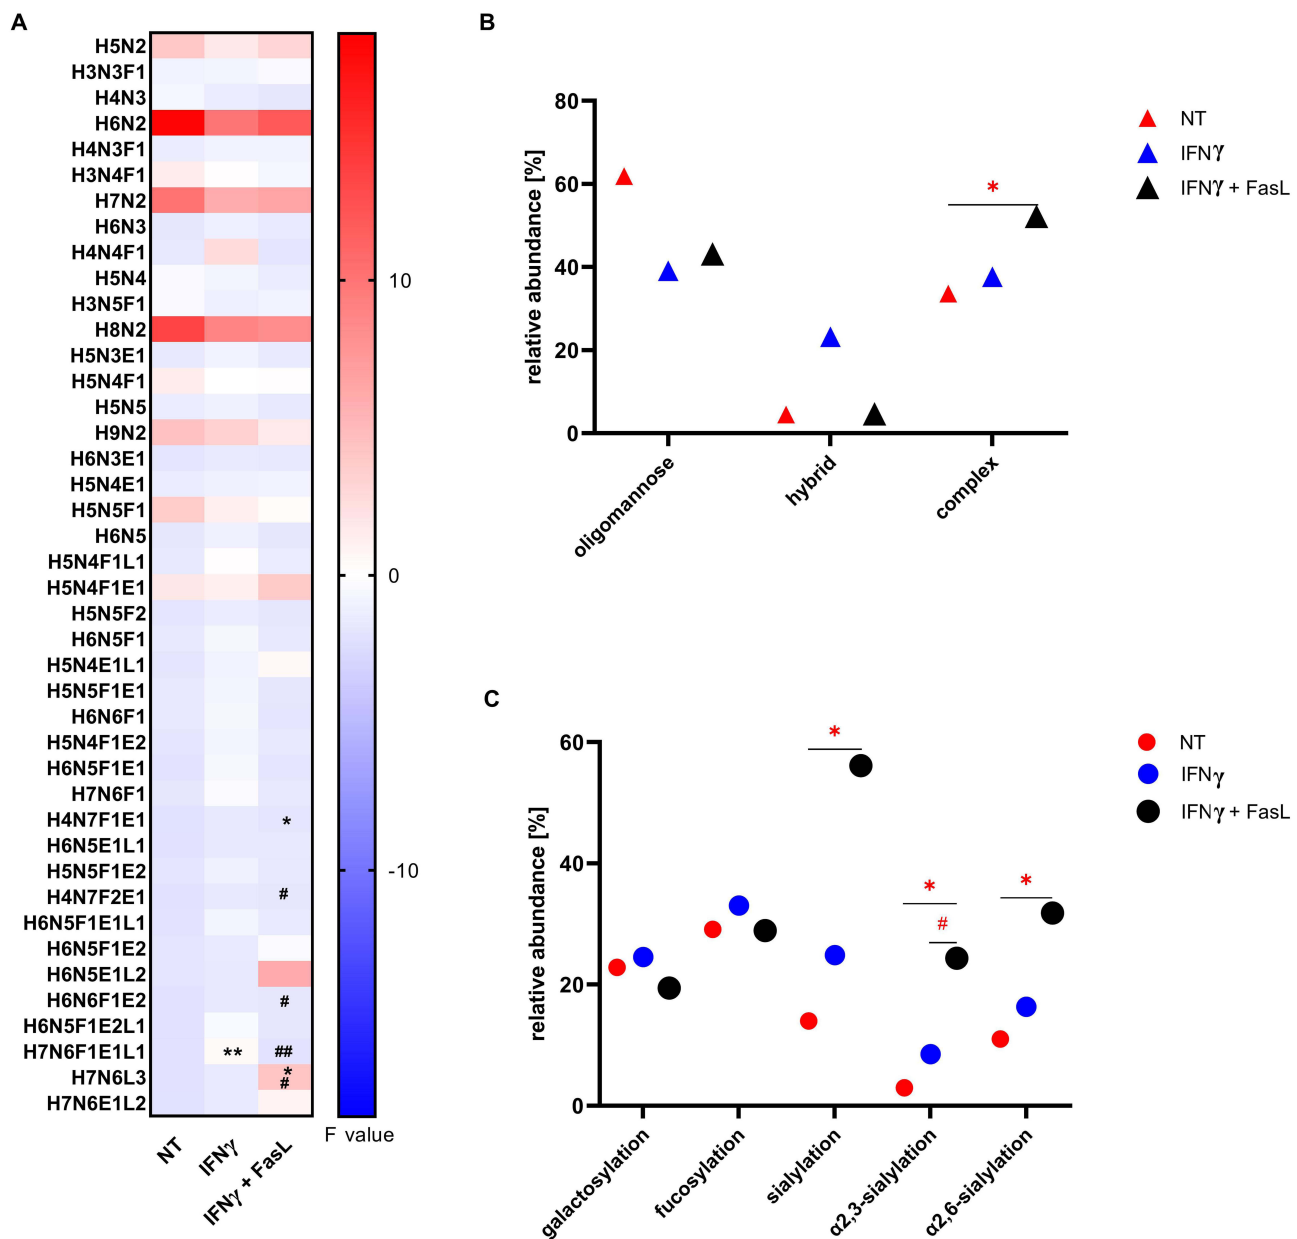 A
H5N2
H3N3F1
H4N3
H6N2
H4N3F1
H3N4F1
H7N2
H6N3
H4N4F1
H5N4
H3N5F1
H8N2
H5N3E1
H5N4F1
H5N5
H9N2
H6N3E1
H5N4E1
H5N5F1
H6N5
H5N4F1L1
H5N4F1E1
H5N5F2
H6N5F1
H5N4E1L1
H5N5F1E1
H6N6F1
H5N4F1E2
H6N5F1E1
H7N6F1
H4N7F1E1 *
H6N5E1L1
H5N5F1E2
H4N7F2E1 #
H6N5F1E1L1
H6N5F1E2
H6N5E1L2
H6N6F1E2 #
H6N5F1E2L1
H7N6F1E1L1 ** ##
H7N6L3 * #
H7N6E1L2
NT
IFNγ
IFNγ + FasL
10
0
-10
F value
B
relative abundance [%]
80
60
40
20
0
*
oligomannose
hybrid
complex
NT
IFNγ
IFNγ + FasL
C
relative abundance [%]
60
40
20
0
*
*
#
*
galactosylation
fucosylation
sialylation
α2,3-sialylation
α2,6-sialylation
NT
IFNγ
IFNγ + FasL